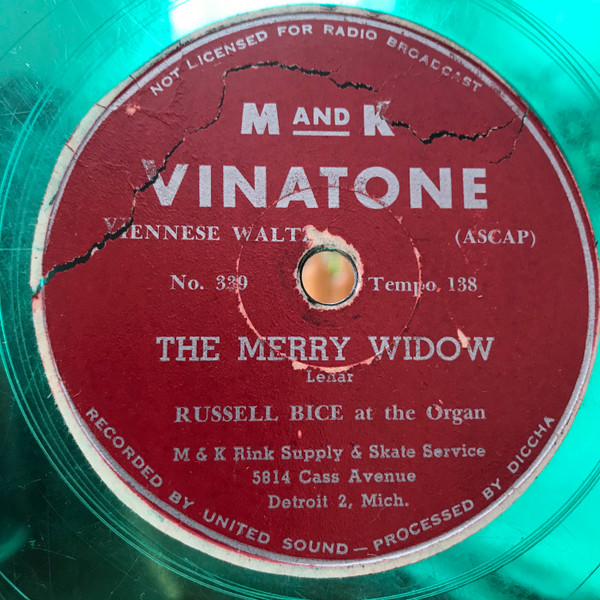 NOT LICENSED FOR RADIO BROADCAST
M AND K
VINATONE
VIENNESE WALTZ (ASCAP)
No. 339 Tempo 138
THE MERRY WIDOW
Lehar
RUSSELL BICE at the Organ
M & K Rink Supply & Skate Service
5814 Cass Avenue
Detroit 2, Mich.
RECORDED BY UNITED SOUND — PROCESSED BY DICCHA